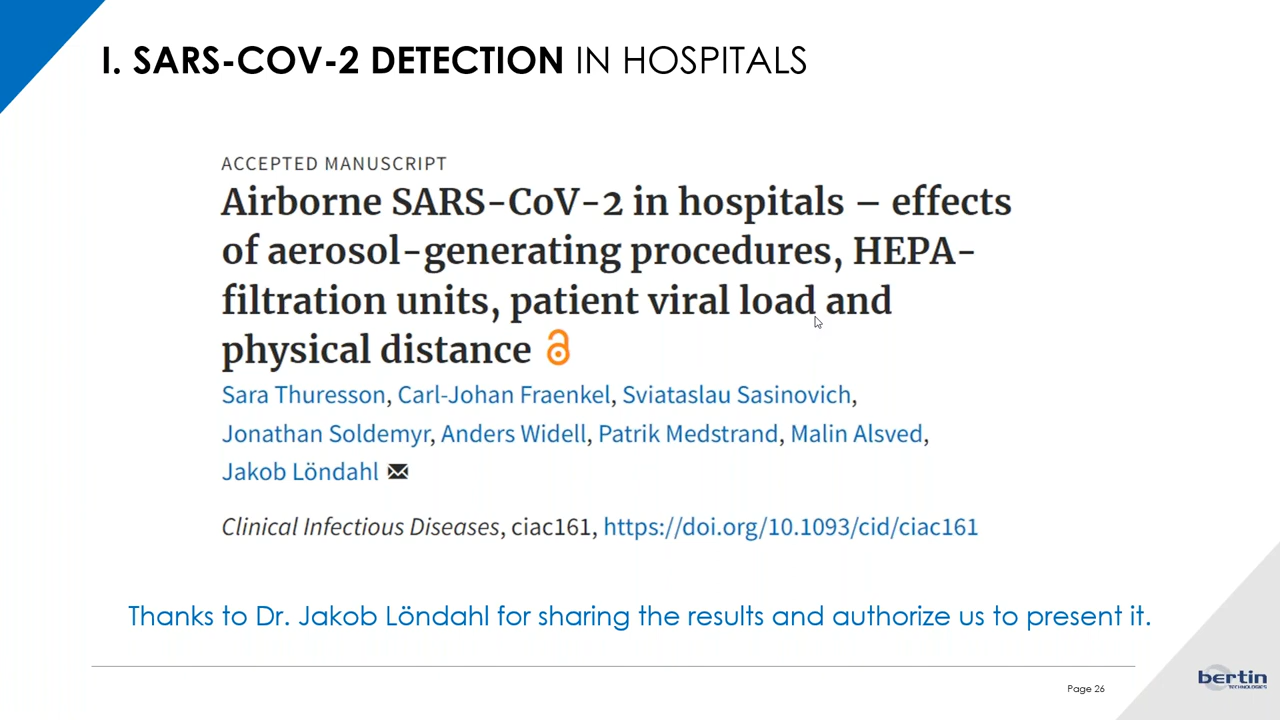 I. SARS-COV-2 DETECTION IN HOSPITALS
ACCEPTED MANUSCRIPT
Airborne SARS-CoV-2 in hospitals – effects
of aerosol-generating procedures, HEPA-
filtration units, patient viral load and
physical distance
Sara Thuresson, Carl-Johan Fraenkel, Sviataslau Sasinovich,
Jonathan Soldemyr, Anders Widell, Patrik Medstrand, Malin Alsved,
Jakob Löndahl
Clinical Infectious Diseases, ciac161, https://doi.org/10.1093/cid/ciac161
Thanks to Dr. Jakob Löndahl for sharing the results and authorize us to present it.
Page 26
bertin
TECHNOLOGIES